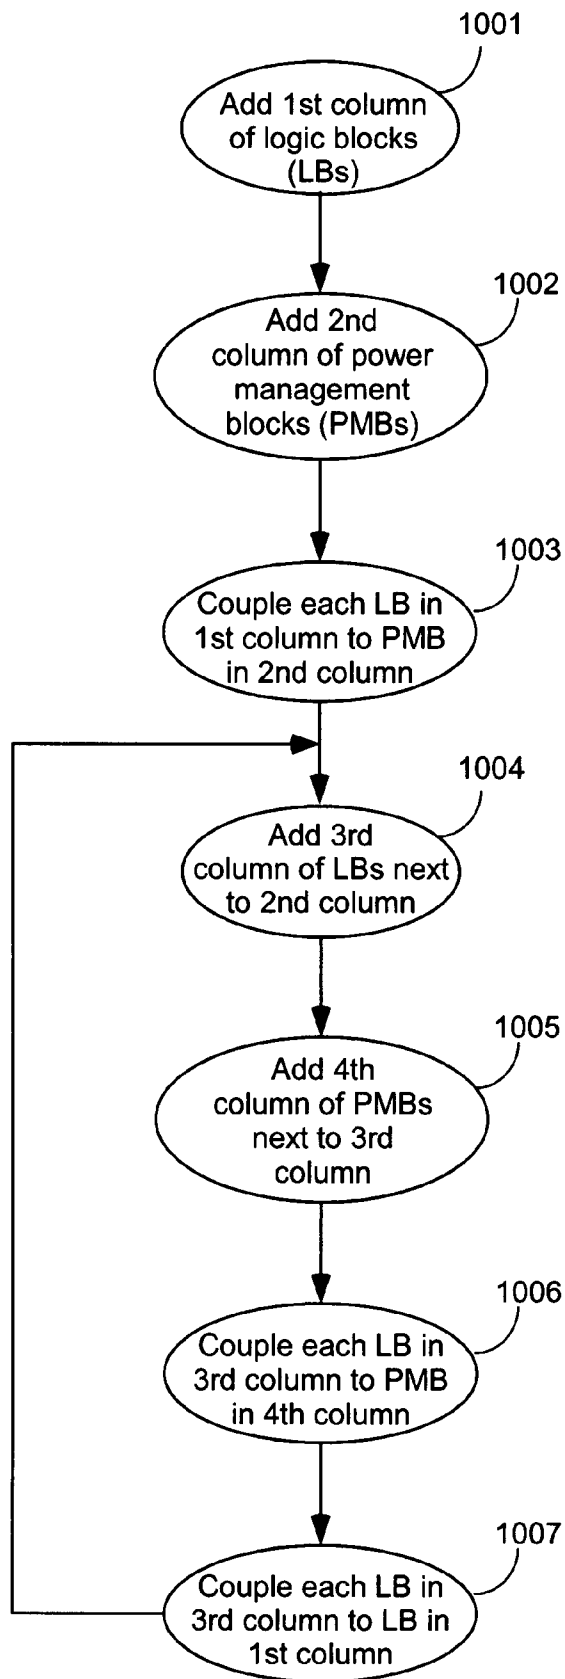 1001
Add 1st column
of logic blocks
(LBs)
1002
Add 2nd
column of power
management
blocks (PMBs)
1003
Couple each LB in
1st column to PMB
in 2nd column
1004
Add 3rd
column of LBs next
to 2nd column
1005
Add 4th
column of PMBs
next to 3rd
column
1006
Couple each LB in
3rd column to PMB
in 4th column
1007
Couple each LB in
3rd column to LB in
1st column